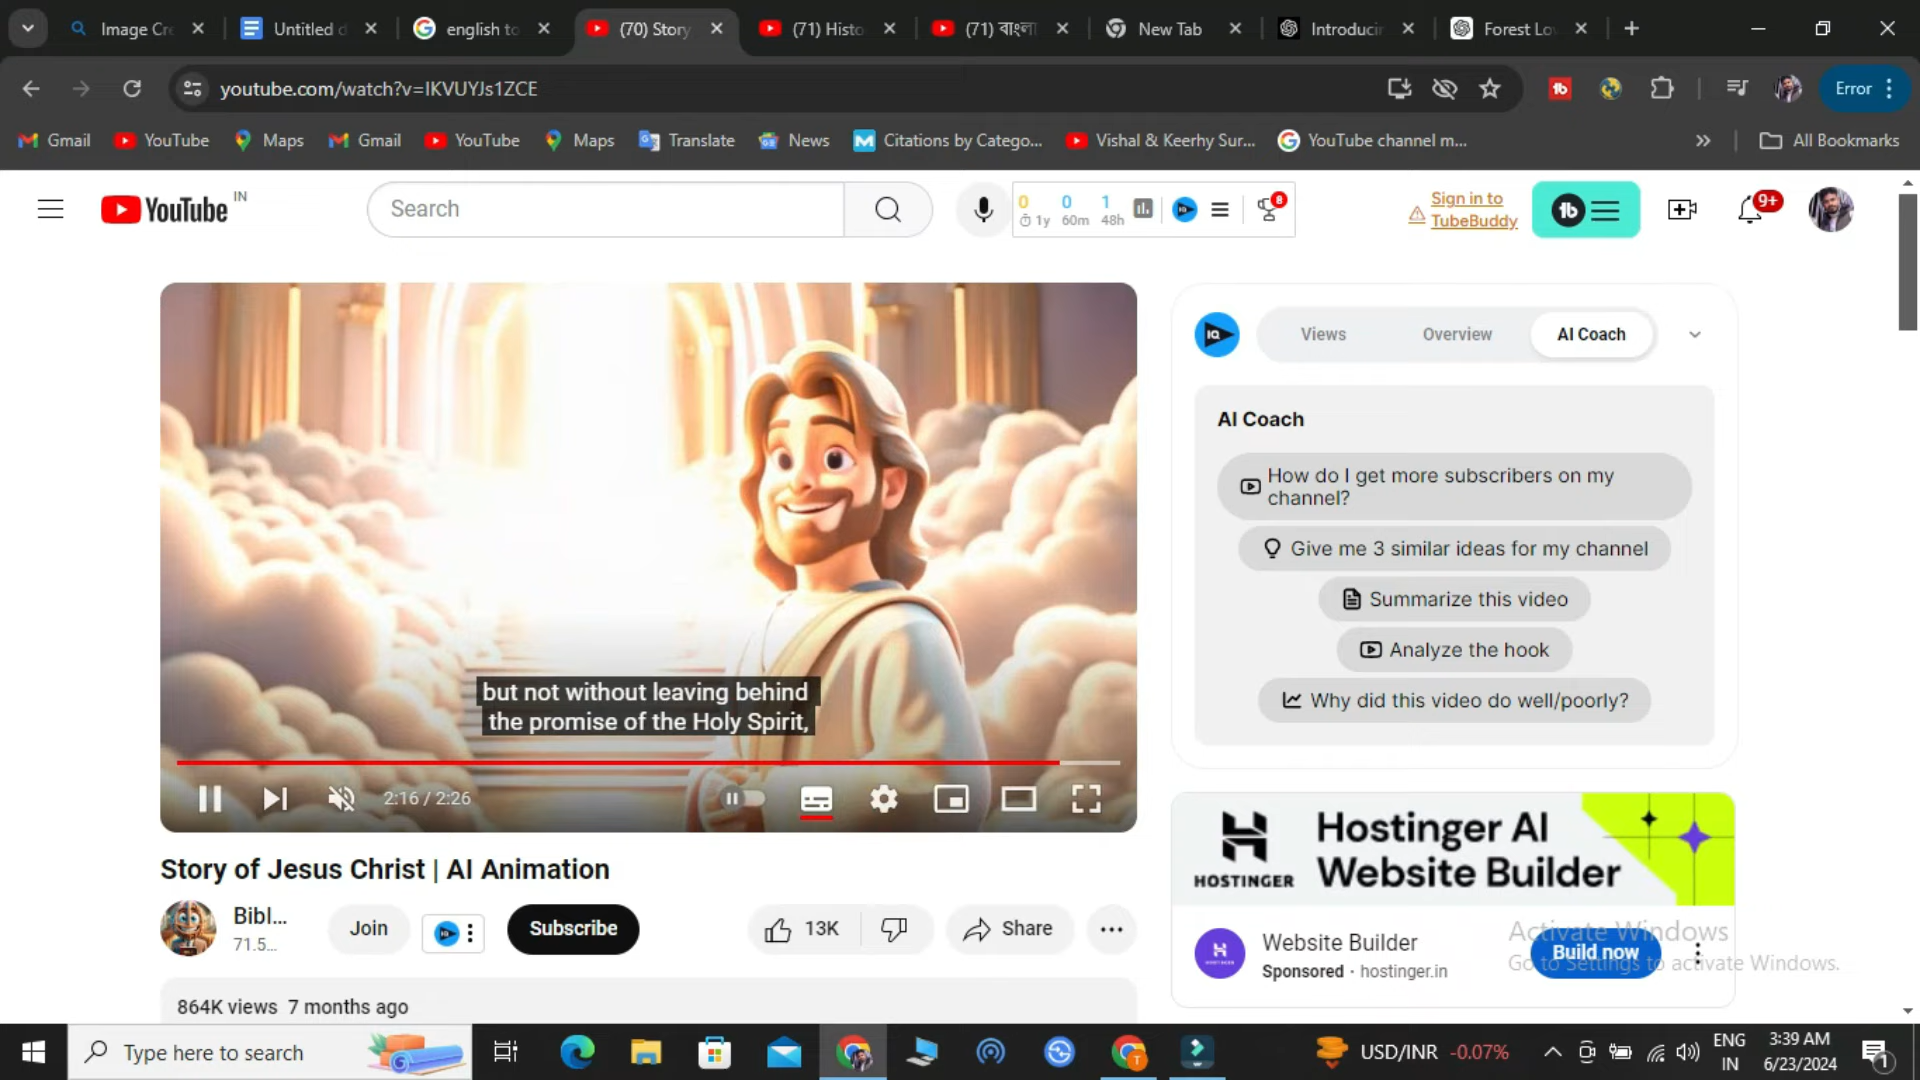 Image Cr
Untitled d
english to
(70) Story
(71) Histo
(71) বাংলা
New Tab
Introducin
Forest Lo
youtube.com/watch?v=IKVUYJs1ZCE
Error
Gmail
YouTube
Maps
Gmail
YouTube
Maps
Translate
News
Citations by Catego...
Vishal & Keerhy Sur...
YouTube channel m...
All Bookmarks
YouTube IN
Search
0 0 1
1y 60m 48h
8
Sign in to
TubeBuddy
9+
IQ
Views
Overview
AI Coach
AI Coach
How do I get more subscribers on my
channel?
Give me 3 similar ideas for my channel
Summarize this video
Analyze the hook
Why did this video do well/poorly?
but not without leaving behind
the promise of the Holy Spirit,
2:16 / 2:26
Story of Jesus Christ | AI Animation
Bibl...
71.5...
Join
Subscribe
13K
Share
864K views 7 months ago
HOSTINGER
Hostinger AI
Website Builder
Website Builder
Sponsored · hostinger.in
Build now
Activate Windows
Go to Settings to activate Windows.
Type here to search
USD/INR -0.07%
ENG
IN
3:39 AM
6/23/2024
1